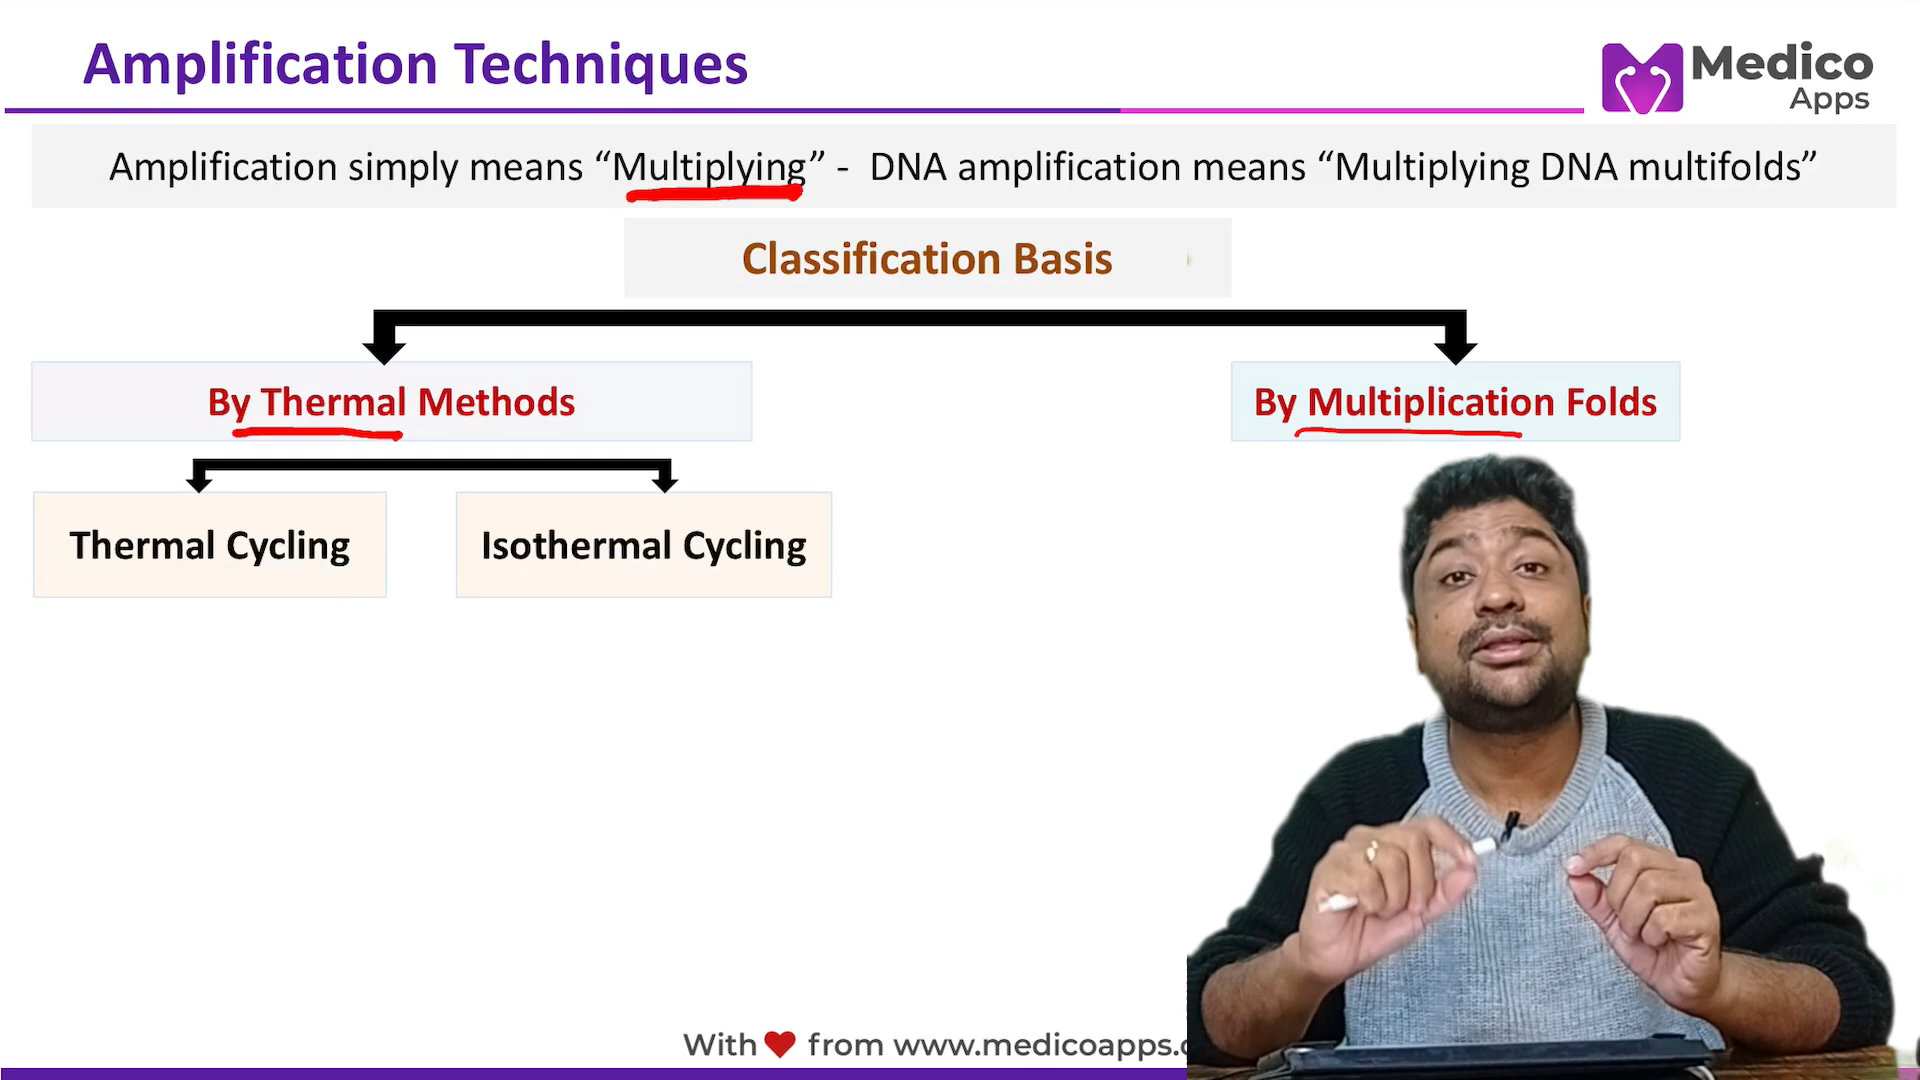 Amplification Techniques
Medico
Apps
Amplification simply means “Multiplying” - DNA amplification means “Multiplying DNA multifolds”
Classification Basis
By Thermal Methods
By Multiplication Folds
Thermal Cycling
Isothermal Cycling
With ❤ from www.medicoapps.